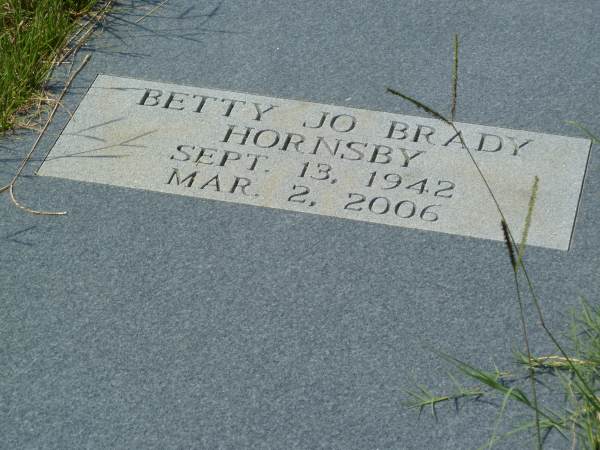 BETTY JO BRADY
HORNSBY
SEPT. 13, 1942
MAR. 2, 2006